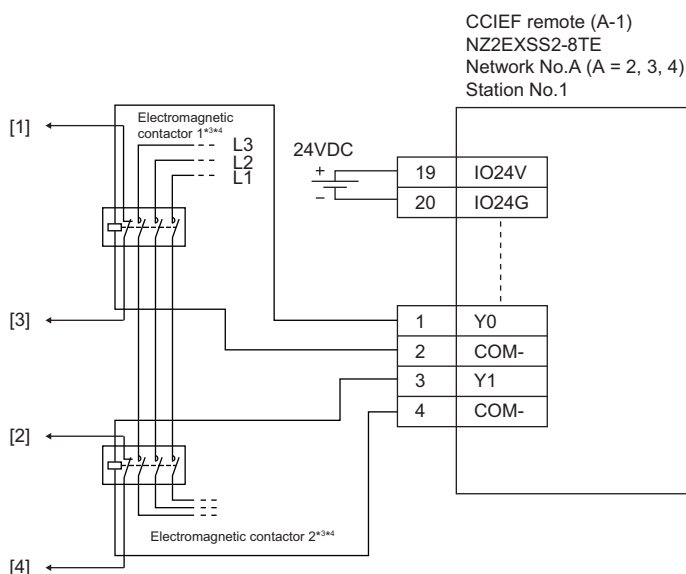 CCIEF remote (A-1)
NZ2EXSS2-8TE
Network No.A (A = 2, 3, 4)
Station No.1
[1]
Electromagnetic
contactor 1*3*4
L3
L2
L1
24VDC
+
−
19 IO24V
20 IO24G
[3]
1 Y0
2 COM-
3 Y1
4 COM-
[2]
Electromagnetic contactor 2*3*4
[4]